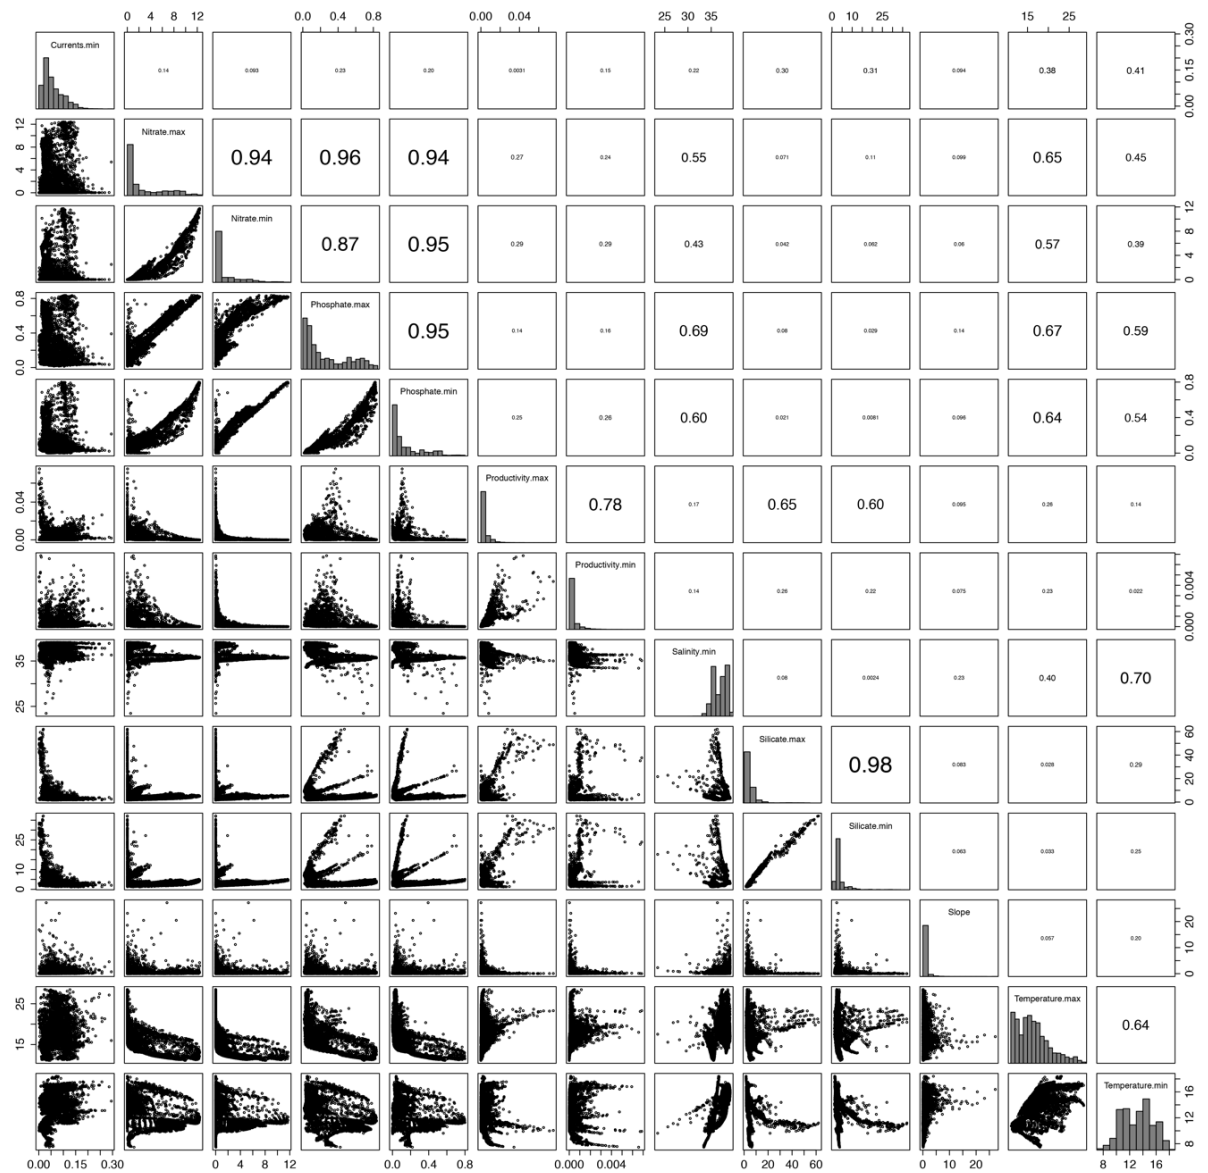 0 4 8 12 0.0 0.4 0.8 0.00 0.04 25 30 35 0 10 25 15 25
Currents.min 0.14 0.093 0.23 0.20 0.0031 0.15 0.22 0.30 0.31 0.094 0.38 0.41 0.00 0.15 0.30
0 4 8 12 Nitrate.max 0.94 0.96 0.94 0.27 0.24 0.55 0.071 0.11 0.099 0.65 0.45
Nitrate.min 0.87 0.95 0.29 0.29 0.43 0.042 0.062 0.06 0.57 0.39 0 4 8 12
0.0 0.4 0.8 Phosphate.max 0.95 0.14 0.16 0.69 0.08 0.029 0.14 0.67 0.59
Phosphate.min 0.25 0.26 0.60 0.021 0.0081 0.096 0.64 0.54 0.0 0.4 0.8
0.00 0.04 Productivity.max 0.78 0.17 0.65 0.60 0.095 0.28 0.14
Productivity.min 0.14 0.26 0.22 0.075 0.23 0.022 0.000 0.004
25 35 Salinity.min 0.06 0.0024 0.23 0.40 0.70
Silicate.max 0.98 0.083 0.028 0.29 0 20 40 60
0 10 25 Silicate.min 0.063 0.033 0.25
Slope 0.057 0.20 0 10 20
15 25 Temperature.max 0.64
Temperature.min 8 12 16
0.00 0.15 0.30 0 4 8 12 0.0 0.4 0.8 0.000 0.004 0 20 40 60 0 10 20 8 12 16